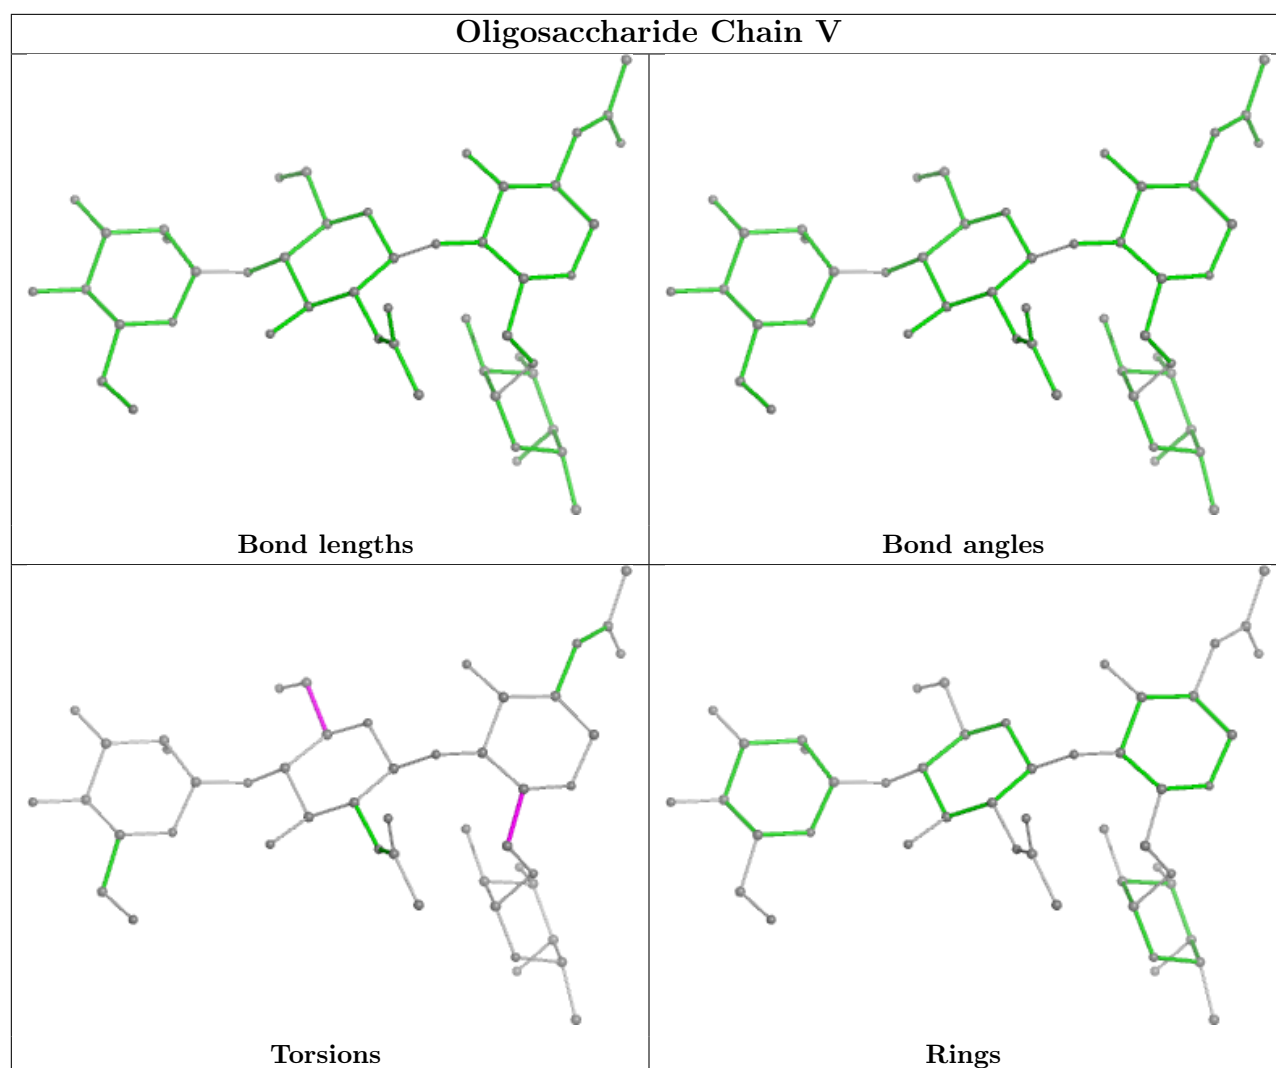 Oligosaccharide Chain V
Bond lengths
Bond angles
Torsions
Rings